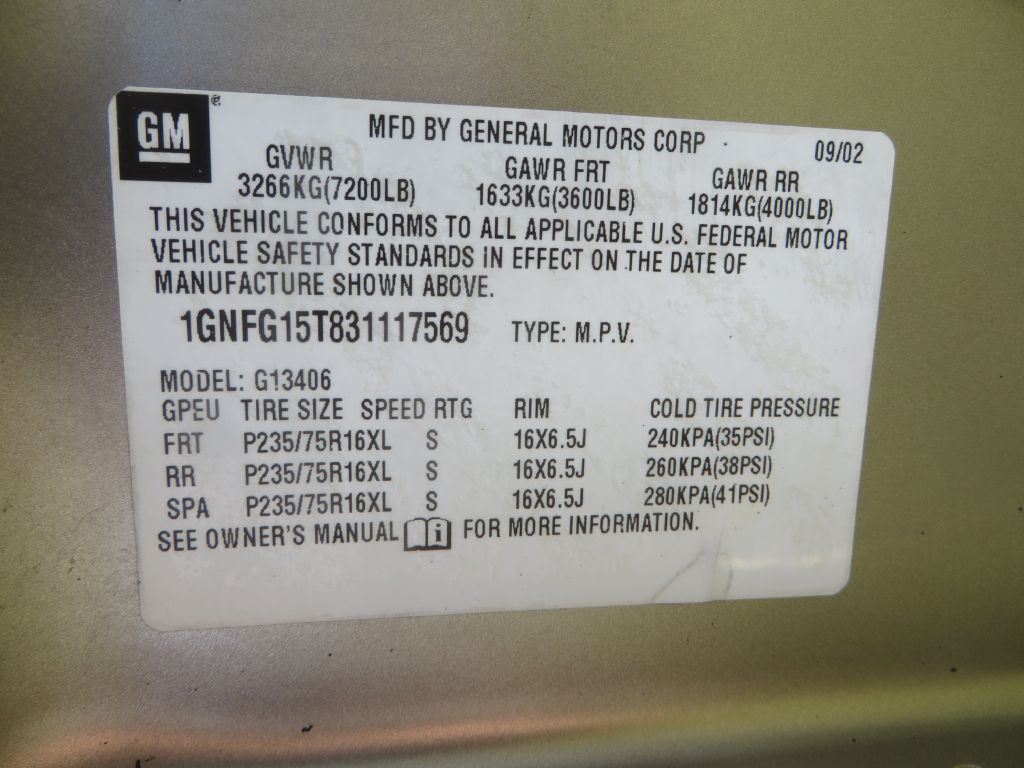 GM ®
MFD BY GENERAL MOTORS CORP 09/02
GVWR GAWR FRT GAWR RR
3266KG(7200LB) 1633KG(3600LB) 1814KG(4000LB)
THIS VEHICLE CONFORMS TO ALL APPLICABLE U.S. FEDERAL MOTOR
VEHICLE SAFETY STANDARDS IN EFFECT ON THE DATE OF
MANUFACTURE SHOWN ABOVE.
1GNFG15T831117569 TYPE: M.P.V.
MODEL: G13406
GPEU TIRE SIZE SPEED RTG RIM COLD TIRE PRESSURE
FRT P235/75R16XL S 16X6.5J 240KPA(35PSI)
RR P235/75R16XL S 16X6.5J 260KPA(38PSI)
SPA P235/75R16XL S 16X6.5J 280KPA(41PSI)
SEE OWNER'S MANUAL i FOR MORE INFORMATION.